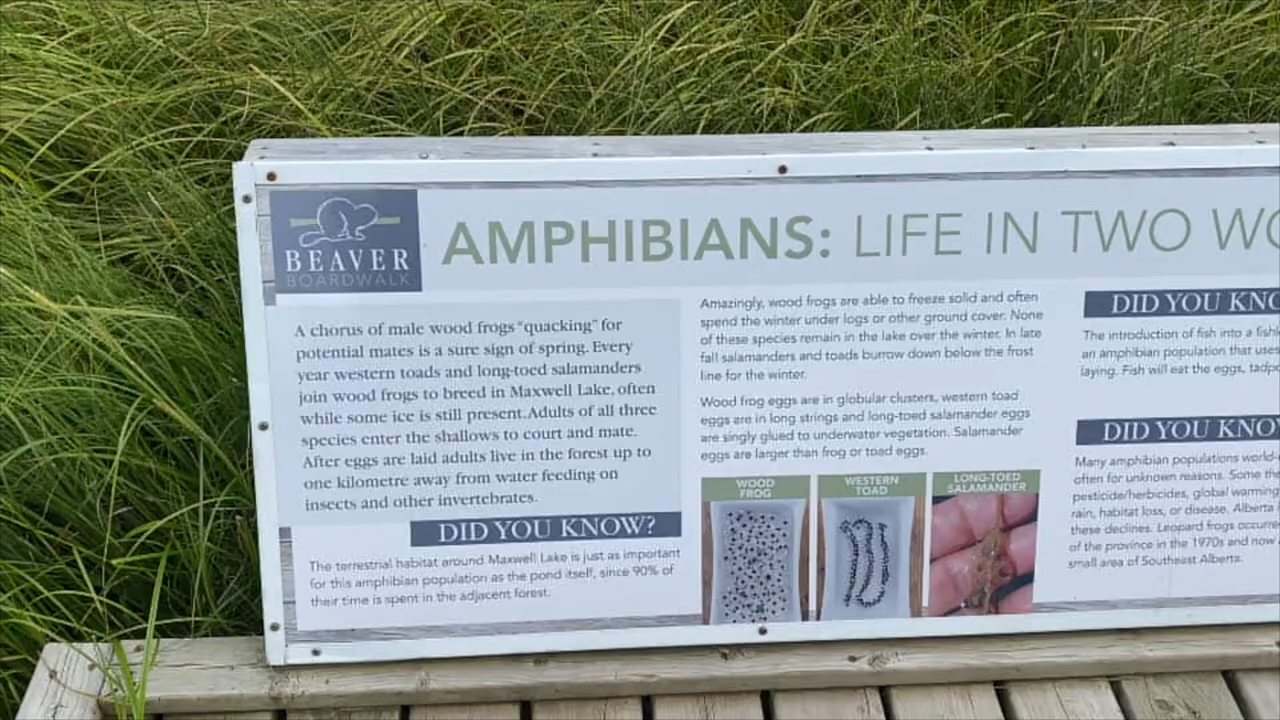 BEAVER
BOARDWALK
AMPHIBIANS: LIFE IN TWO
A chorus of male wood frogs "quacking" for
potential mates is a sure sign of spring. Every
year western toads and long-toed salamanders
join wood frogs to breed in Maxwell Lake, often
while some ice is still present. Adults of all three
species enter the shallows to court and mate.
After eggs are laid adults live in the forest up to
one kilometre away from water feeding on
insects and other invertebrates.
DID YOU KNOW?
The terrestrial habitat around Maxwell Lake is just as important
for this amphibian population as the pond itself, since 90% of
their time is spent in the adjacent forest.
Amazingly, wood frogs are able to freeze solid and often
spend the winter under logs or other ground cover. None
of these species remain in the lake over the winter. In late
fall salamanders and toads burrow down below the frost
line for the winter.
Wood frog eggs are in globular clusters, western toad
eggs are in long strings and long-toed salamander eggs
are singly glued to underwater vegetation. Salamander
eggs are larger than frog or toad eggs.
WOOD
FROG
WESTERN
TOAD
LONG-TOED
SALAMANDER
DID YOU
The introduction of fish into a
an amphibian population that
laying. Fish will eat the eggs,
DID YOU
Many amphibian populations
often for unknown reasons. Some
pesticide/herbicides, global warming
rain, habitat loss, or disease. Alberta
these declines. Leopard frogs
of the province in the 1970s and now
small area of Southeast Alberta.